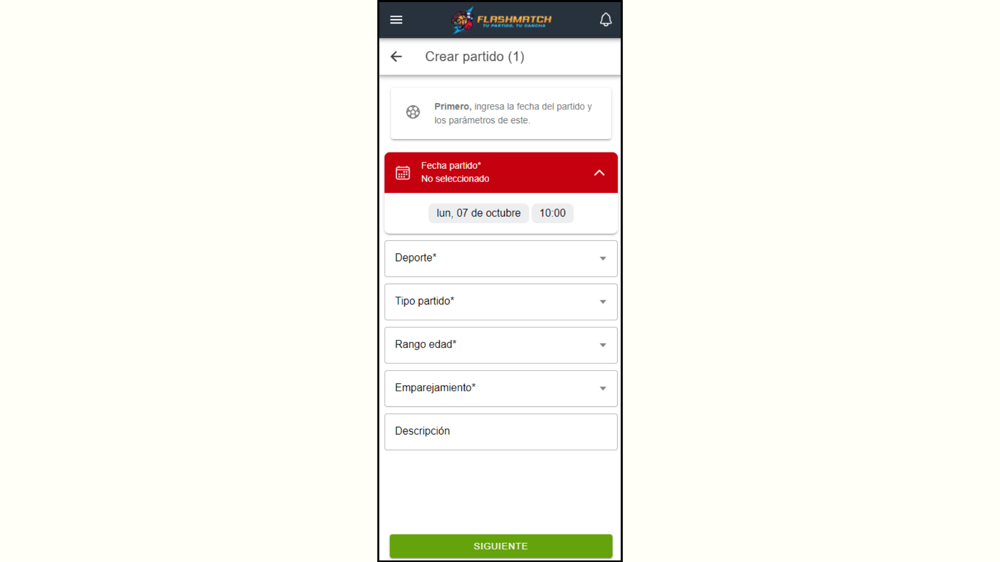 FLASHMATCH
TU PARTIDO, TU CANCHA
Crear partido (1)
Primero, ingresa la fecha del partido y
los parámetros de este.
Fecha partido*
No seleccionado
lun, 07 de octubre 10:00
Deporte*
Tipo partido*
Rango edad*
Emparejamiento*
Descripción
SIGUIENTE